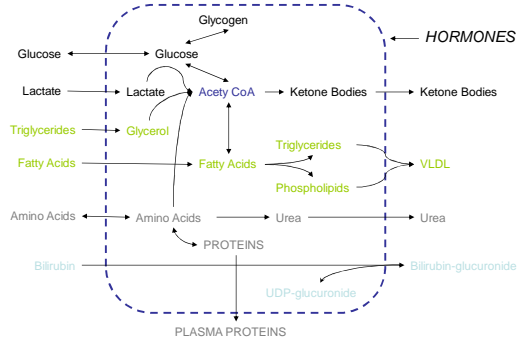 Glycogen
HORMONES
Glucose
Glucose
Lactate
Lactate
Acety CoA
Ketone Bodies
Ketone Bodies
Triglycerides
Glycerol
Triglycerides
Fatty Acids
Fatty Acids
VLDL
Phospholipids
Amino Acids
Amino Acids
Urea
Urea
PROTEINS
Bilirubin
Bilirubin-glucuronide
UDP-glucuronide
PLASMA PROTEINS